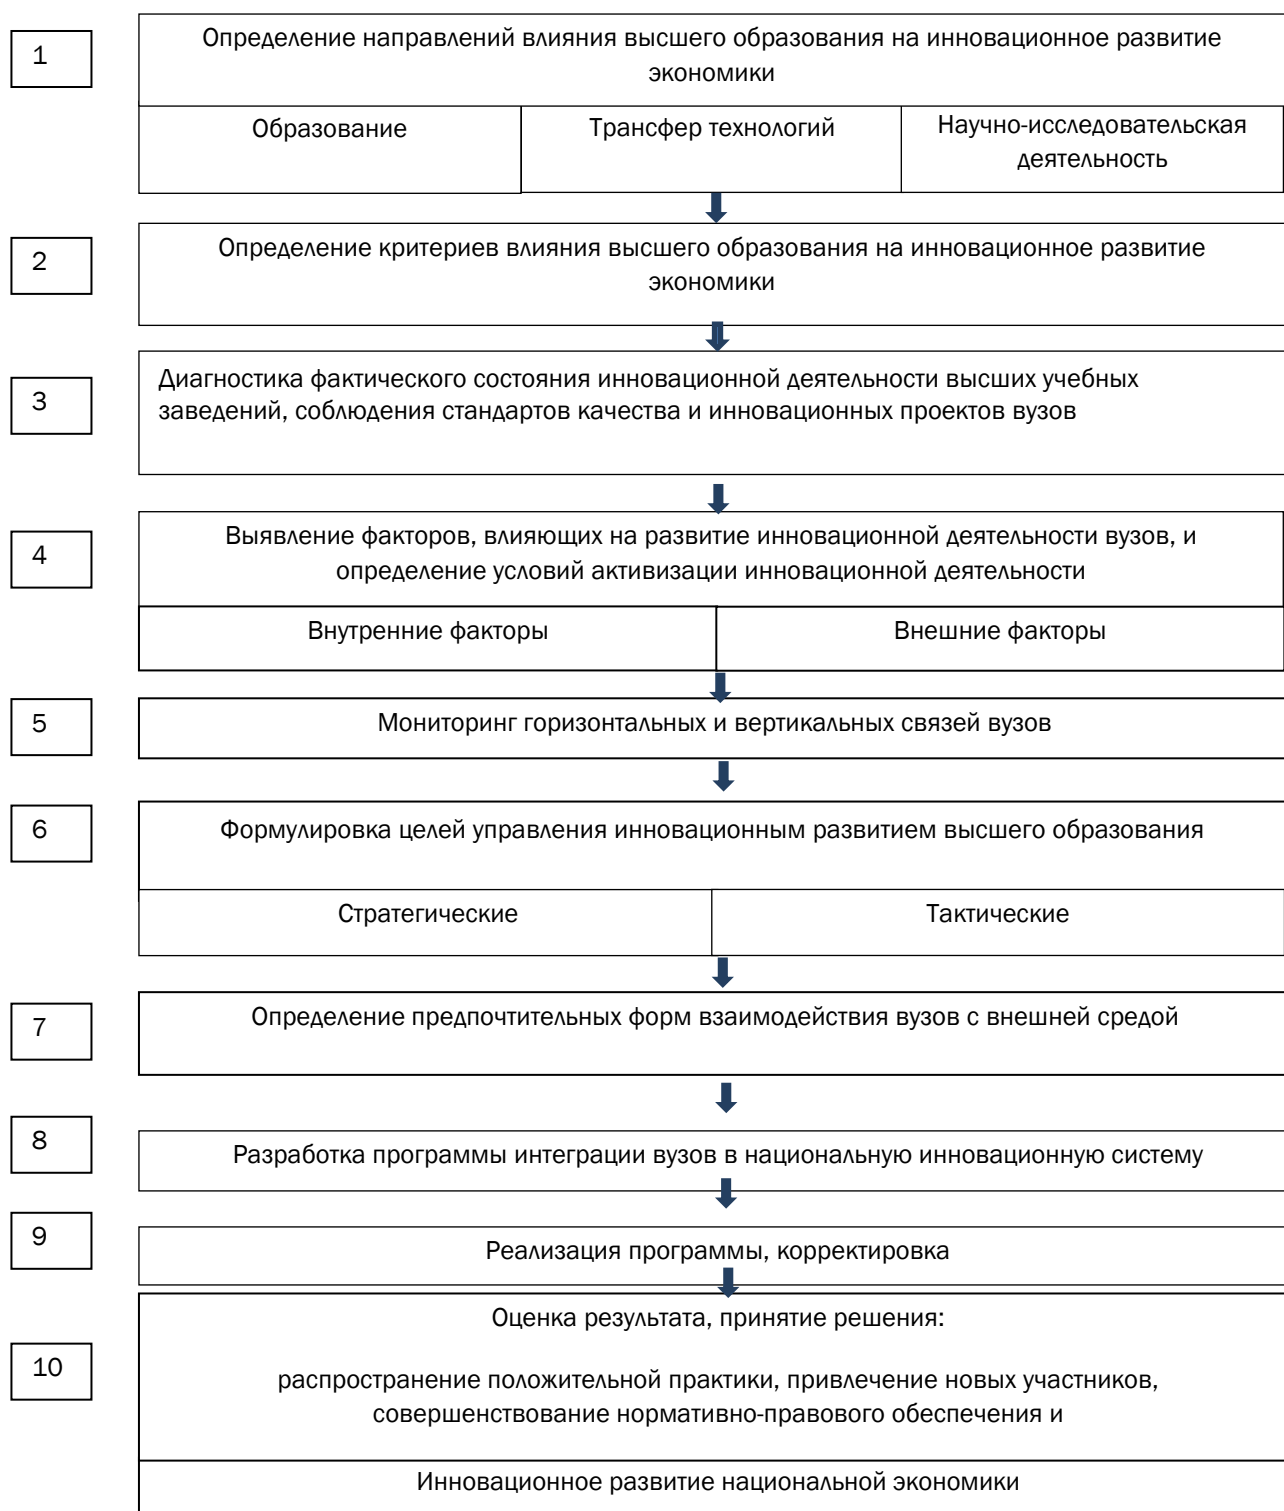 1
Определение направлений влияния высшего образования на инновационное развитие
экономики
Образование
Трансфер технологий
Научно-исследовательская
деятельность
2
Определение критериев влияния высшего образования на инновационное развитие
экономики
3
Диагностика фактического состояния инновационной деятельности высших учебных
заведений, соблюдения стандартов качества и инновационных проектов вузов
4
Выявление факторов, влияющих на развитие инновационной деятельности вузов, и
определение условий активизации инновационной деятельности
Внутренние факторы
Внешние факторы
5
Мониторинг горизонтальных и вертикальных связей вузов
6
Формулировка целей управления инновационным развитием высшего образования
Стратегические
Тактические
7
Определение предпочтительных форм взаимодействия вузов с внешней средой
8
Разработка программы интеграции вузов в национальную инновационную систему
9
Реализация программы, корректировка
10
Оценка результата, принятие решения:
распространение положительной практики, привлечение новых участников,
совершенствование нормативно-правового обеспечения и
Инновационное развитие национальной экономики